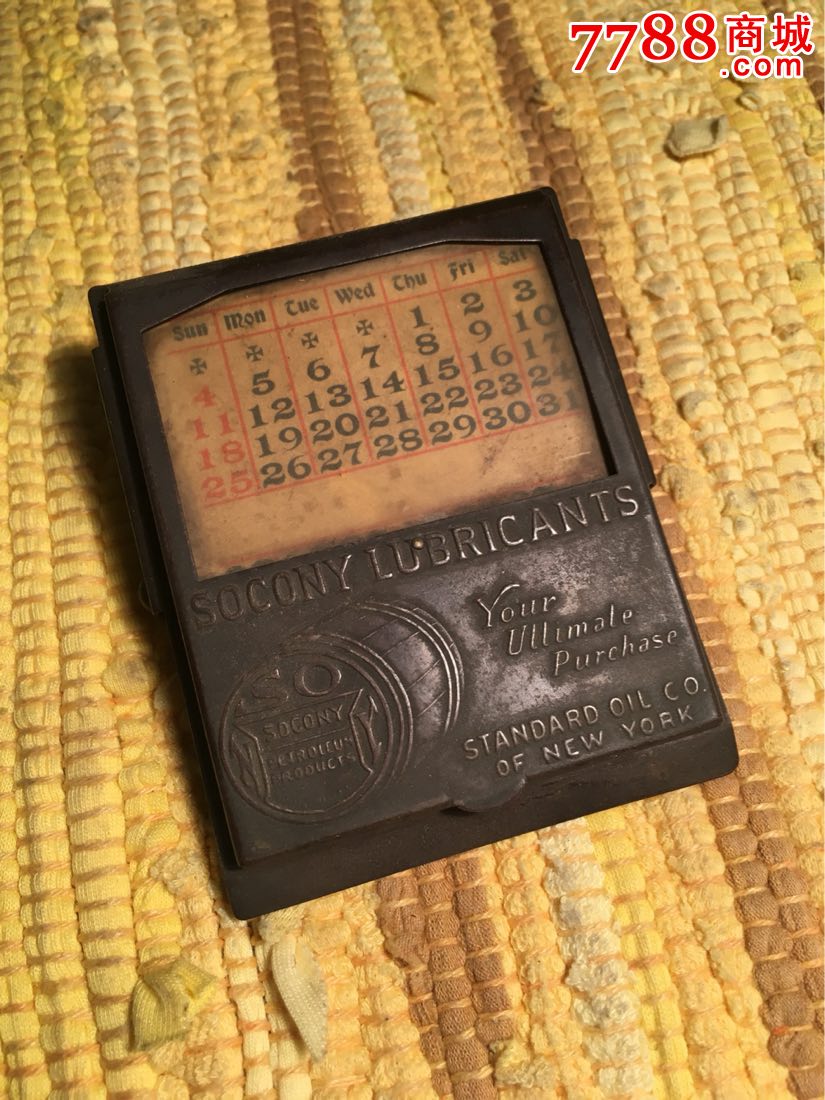 7788商城
.com
Sun Mon Tue Wed Thu Fri Sat
✠ ✠ ✠ ✠ 1 2 3
4 5 6 7 8 9 10
11 12 13 14 15 16 17
18 19 20 21 22 23 24
25 26 27 28 29 30 31
SOCONY LUBRICANTS
Your
Ultimate
Purchase
STANDARD OIL CO.
OF NEW YORK
SO
SOCONY
N Y
PETROLEUM
PRODUCTS